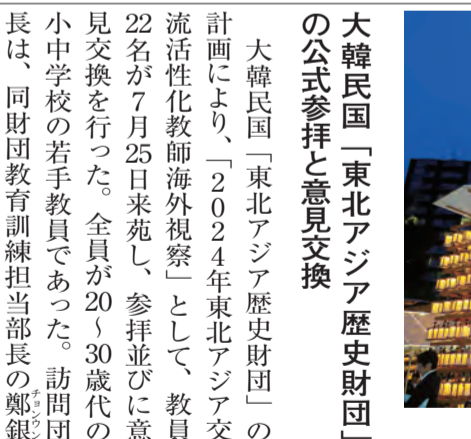 大韓民国「東北アジア歴史財団」
の公式参拝と意見交換
大韓民国「東北アジア歴史財団」の
計画により、「2024年東北アジア交
流活性化教師海外視察」として、教員
22名が7月25日来苑し、参拝並びに意
見交換を行った。全員が20〜30歳代の
小中学校の若手教員であった。訪問団
長は、同財団教育訓練担当部長の鄭銀
チョンウン